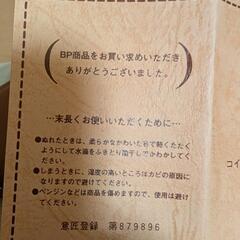 BP商品をお買い求めいただき
ありがとうございました。
…末長くお使いいただくために…
●ぬれたときは、柔らかなかわいた布で軽くたたく
ようにして水滴をふきとり陰干しでかわかしてく
ださい。
●しまうときに、湿度の高いところはカビの原因に
なりますので避けてください。
●ベンジンなどは商品を傷めますので、使用は避け
てください。
意匠登録 第879896
コイ